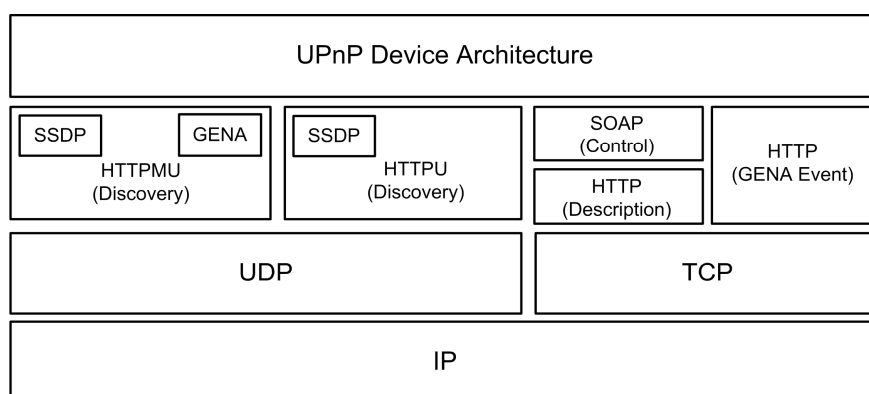 UPnP Device Architecture
SSDP
GENA
HTTPMU
(Discovery)
SSDP
HTTPU
(Discovery)
SOAP
(Control)
HTTP
(Description)
HTTP
(GENA Event)
UDP
TCP
IP